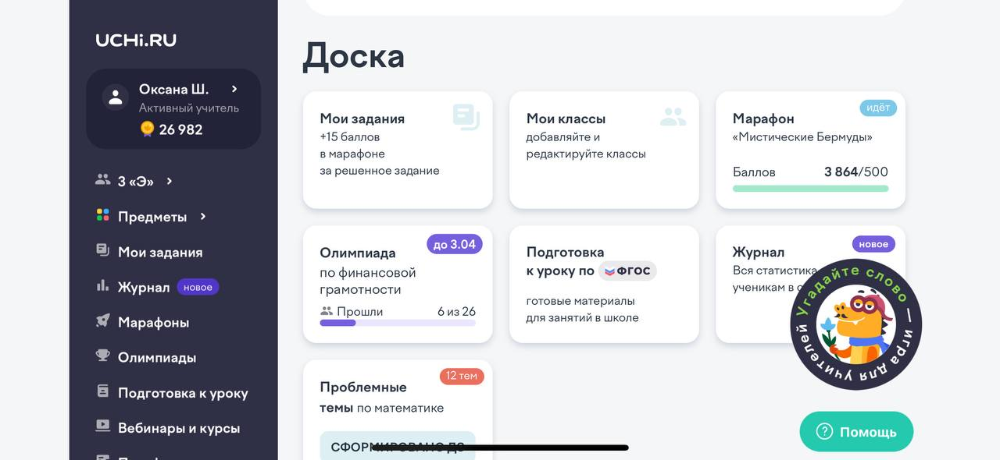 UCHi.RU
Оксана Ш.
Активный учитель
26 982
3 «Э»
Предметы
Мои задания
Журнал новое
Марафоны
Олимпиады
Подготовка к уроку
Вебинары и курсы
Доска
Мои задания
+15 баллов
в марафоне
за решенное задание
Мои классы
добавляйте и
редактируйте классы
идёт
Марафон
«Мистические Бермуды»
Баллов 3 864/500
до 3.04
Олимпиада
по финансовой
грамотности
Прошли 6 из 26
Подготовка
к уроку по ФГОС
готовые материалы
для занятий в школе
новое
Журнал
Вся статистика
ученикам в
Угадайте слово — игра для учителей
12 тем
Проблемные
темы по математике
СФОРМИРОВАНО ДЗ
Помощь